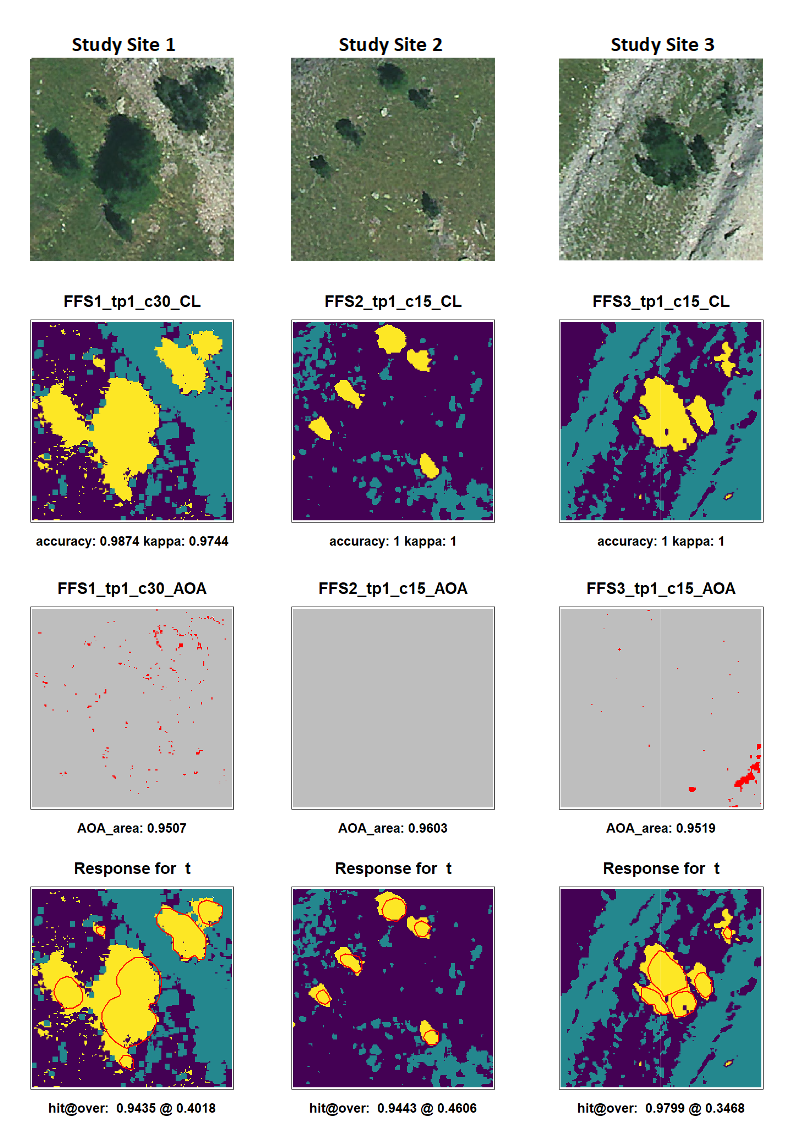 Study Site 1 Study Site 2 Study Site 3
FFS1_tp1_c30_CL FFS2_tp1_c15_CL FFS3_tp1_c15_CL
accuracy: 0.9874 kappa: 0.9744 accuracy: 1 kappa: 1 accuracy: 1 kappa: 1
FFS1_tp1_c30_AOA FFS2_tp1_c15_AOA FFS3_tp1_c15_AOA
AOA_area: 0.9507 AOA_area: 0.9603 AOA_area: 0.9519
Response for t Response for t Response for t
hit@over: 0.9435 @ 0.4018 hit@over: 0.9443 @ 0.4606 hit@over: 0.9799 @ 0.3468